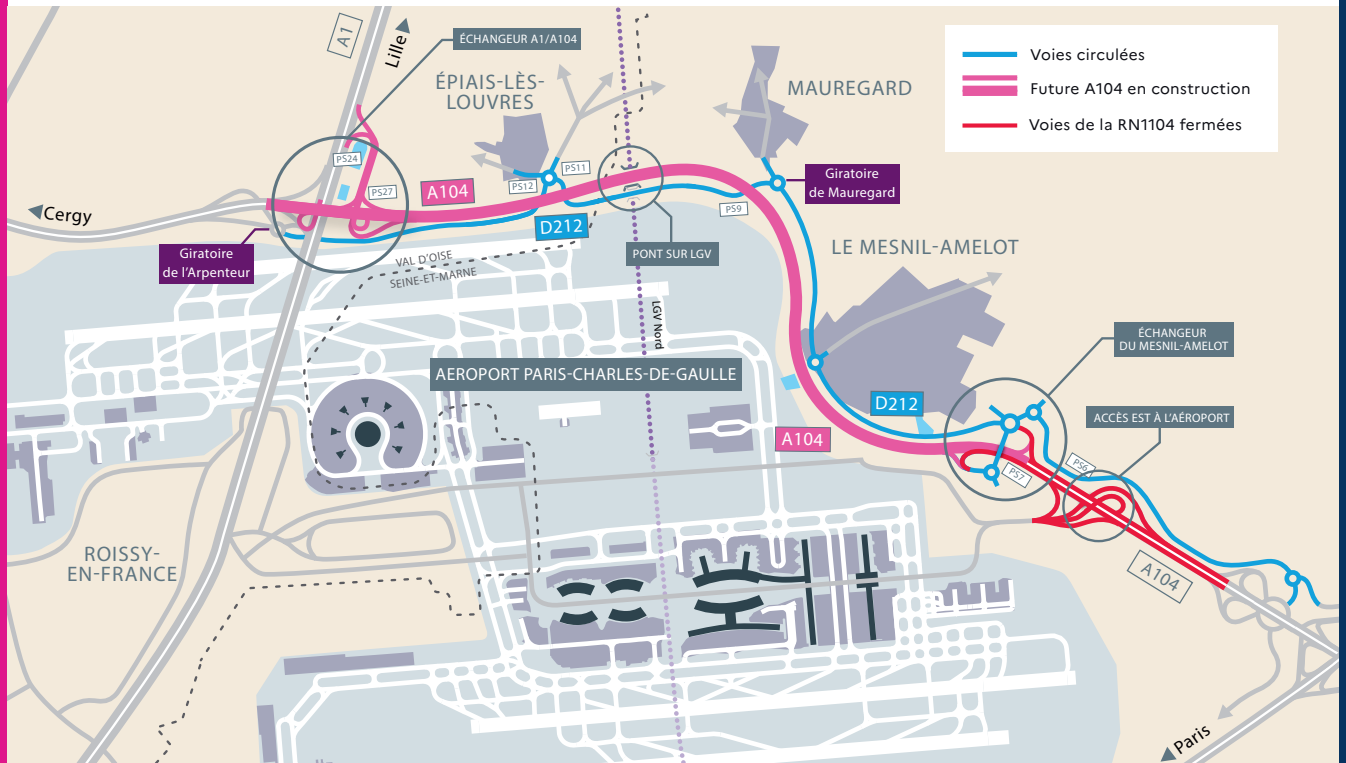 A1
Lille
ÉCHANGEUR A1/A104
ÉPIAIS-LÈS-
LOUVRES
MAUREGARD
Voies circulées
Future A104 en construction
Voies de la RN1104 fermées
PS24
PS27
PS11
PS12
A104
Giratoire
de Mauregard
PS9
Cergy
D212
Giratoire
de l'Arpenteur
VAL D'OISE
SEINE-ET-MARNE
PONT SUR LGV
LE MESNIL-AMELOT
LGV Nord
ÉCHANGEUR
DU MESNIL-AMELOT
AEROPORT PARIS-CHARLES-DE-GAULLE
D212
ACCÈS EST À L'AÉROPORT
A104
PS7
PS6
ROISSY-
EN-FRANCE
A104
Paris